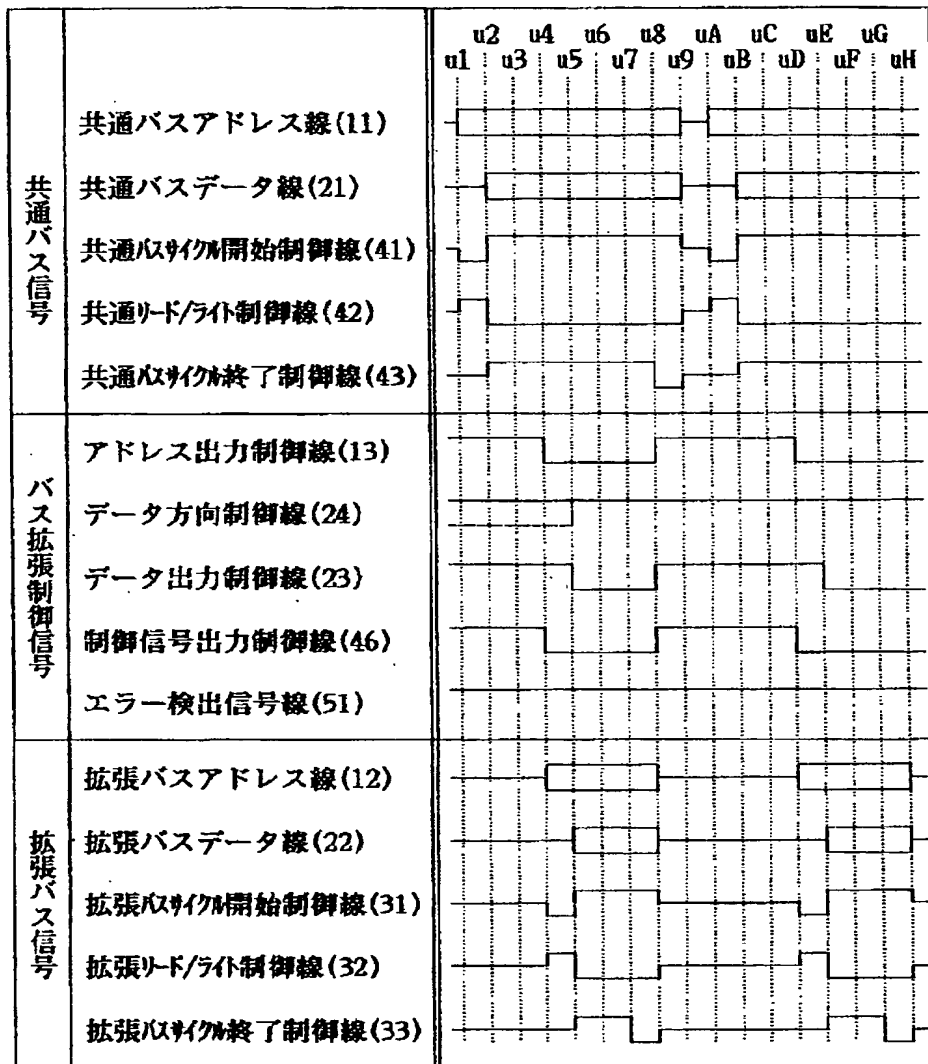 u2 u4 u6 u8 uA uC uE uG
u1 u3 u5 u7 u9 uB uD uF uH
共通バス信号
共通バスアドレス線(11)
共通バスデータ線(21)
共通バスサイクル開始制御線(41)
共通リード/ライト制御線(42)
共通バスサイクル終了制御線(43)
バス拡張制御信号
アドレス出力制御線(13)
データ方向制御線(24)
データ出力制御線(23)
制御信号出力制御線(46)
エラー検出信号線(51)
拡張バス信号
拡張バスアドレス線(12)
拡張バスデータ線(22)
拡張バスサイクル開始制御線(31)
拡張リード/ライト制御線(32)
拡張バスサイクル終了制御線(33)